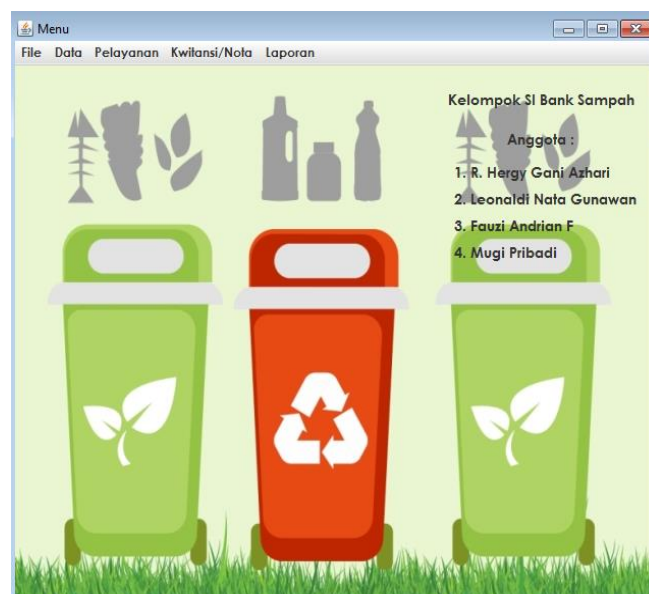 Menu
File Data Pelayanan Kwitansi/Nota Laporan
Kelompok SI Bank Sampah
Anggota :
1. R. Hergy Gani Azhari
2. Leonaldi Nata Gunawan
3. Fauzi Andrian F
4. Mugi Pribadi